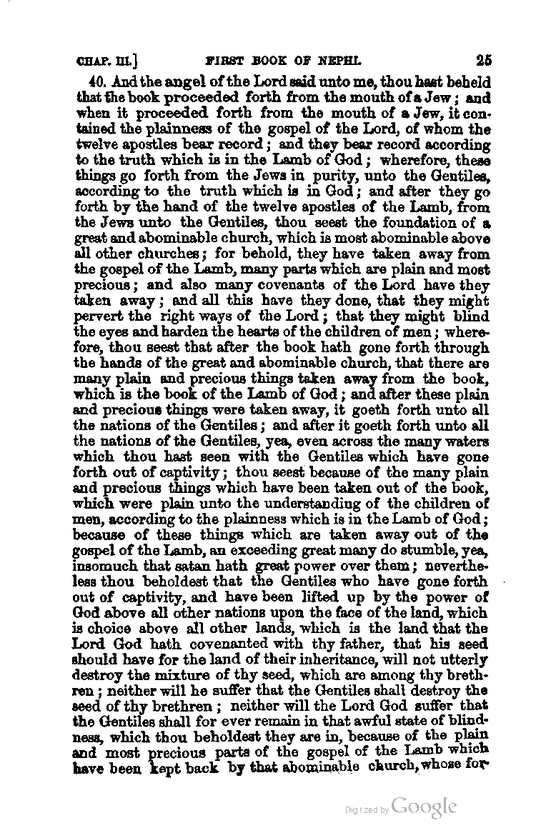 CHAP. III.] FIRST BOOK OF NEPHI. 25
40. And the angel of the Lord said unto me, thou hast beheld
that the book proceeded forth from the mouth of a Jew; and
when it proceeded forth from the mouth of a Jew, it con-
tained the plainness of the gospel of the Lord, of whom the
twelve apostles bear record; and they bear record according
to the truth which is in the Lamb of God; wherefore, these
things go forth from the Jews in purity, unto the Gentiles,
according to the truth which is in God; and after they go
forth by the hand of the twelve apostles of the Lamb, from
the Jews unto the Gentiles, thou seest the foundation of a
great and abominable church, which is most abominable above
all other churches; for behold, they have taken away from
the gospel of the Lamb, many parts which are plain and most
precious; and also many covenants of the Lord have they
taken away; and all this have they done, that they might
pervert the right ways of the Lord; that they might blind
the eyes and harden the hearts of the children of men; where-
fore, thou seest that after the book hath gone forth through
the hands of the great and abominable church, that there are
many plain and precious things taken away from the book,
which is the book of the Lamb of God; and after these plain
and precious things were taken away, it goeth forth unto all
the nations of the Gentiles; and after it goeth forth unto all
the nations of the Gentiles, yea, even across the many waters
which thou hast seen with the Gentiles which have gone
forth out of captivity; thou seest because of the many plain
and precious things which have been taken out of the book,
which were plain unto the understanding of the children of
men, according to the plainness which is in the Lamb of God;
because of these things which are taken away out of the
gospel of the Lamb, an exceeding great many do stumble, yea,
insomuch that satan hath great power over them; neverthe-
less thou beholdest that the Gentiles who have gone forth
out of captivity, and have been lifted up by the power of
God above all other nations upon the face of the land, which
is choice above all other lands, which is the land that the
Lord God hath covenanted with thy father, that his seed
should have for the land of their inheritance, will not utterly
destroy the mixture of thy seed, which are among thy breth-
ren; neither will he suffer that the Gentiles shall destroy the
seed of thy brethren; neither will the Lord God suffer that
the Gentiles shall for ever remain in that awful state of blind-
ness, which thou beholdest they are in, because of the plain
and most precious parts of the gospel of the Lamb which
have been kept back by that abominable church, whose for-
Digitized by Google